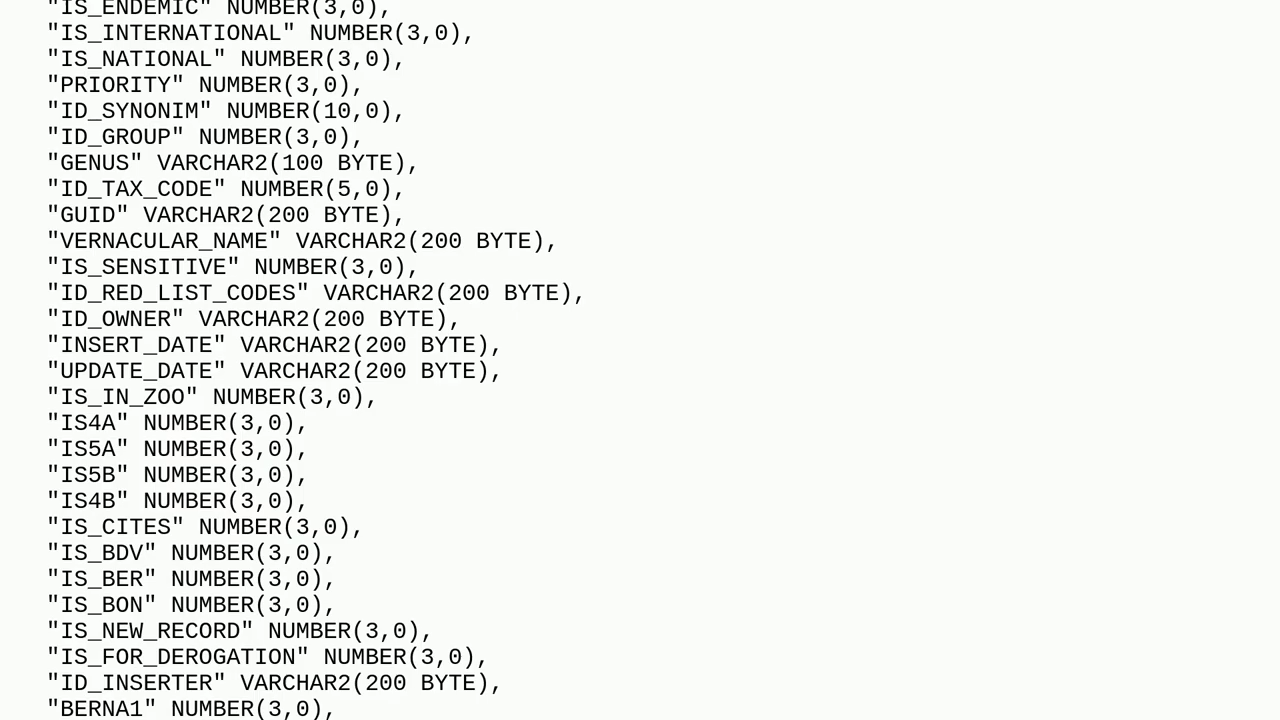 "IS_ENDEMIC" NUMBER(3,0),
"IS_INTERNATIONAL" NUMBER(3,0),
"IS_NATIONAL" NUMBER(3,0),
"PRIORITY" NUMBER(3,0),
"ID_SYNONIM" NUMBER(10,0),
"ID_GROUP" NUMBER(3,0),
"GENUS" VARCHAR2(100 BYTE),
"ID_TAX_CODE" NUMBER(5,0),
"GUID" VARCHAR2(200 BYTE),
"VERNACULAR_NAME" VARCHAR2(200 BYTE),
"IS_SENSITIVE" NUMBER(3,0),
"ID_RED_LIST_CODES" VARCHAR2(200 BYTE),
"ID_OWNER" VARCHAR2(200 BYTE),
"INSERT_DATE" VARCHAR2(200 BYTE),
"UPDATE_DATE" VARCHAR2(200 BYTE),
"IS_IN_ZOO" NUMBER(3,0),
"IS4A" NUMBER(3,0),
"IS5A" NUMBER(3,0),
"IS5B" NUMBER(3,0),
"IS4B" NUMBER(3,0),
"IS_CITES" NUMBER(3,0),
"IS_BDV" NUMBER(3,0),
"IS_BER" NUMBER(3,0),
"IS_BON" NUMBER(3,0),
"IS_NEW_RECORD" NUMBER(3,0),
"IS_FOR_DEROGATION" NUMBER(3,0),
"ID_INSERTER" VARCHAR2(200 BYTE),
"BERNA1" NUMBER(3,0),